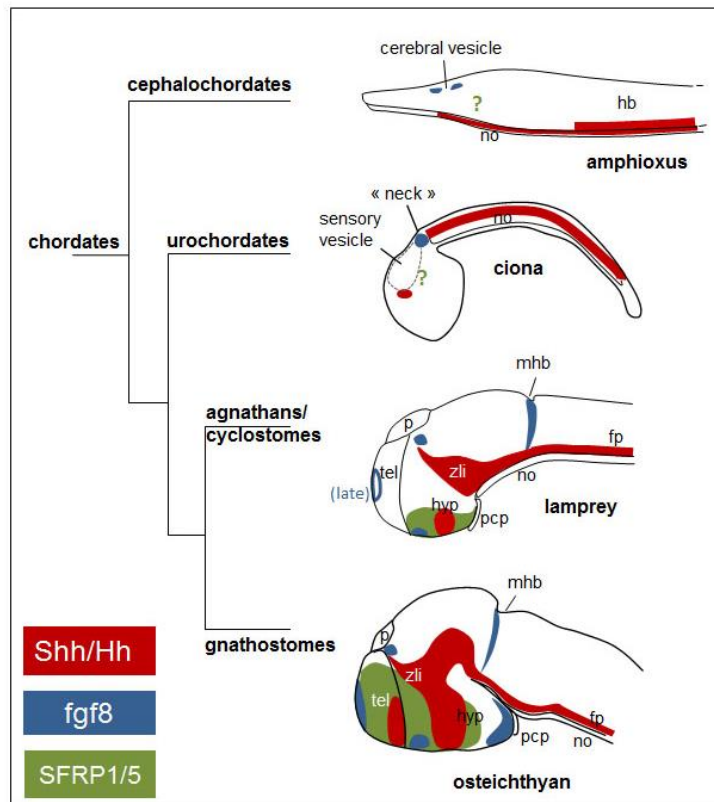 cerebral vesicle
cephalochordates
?
hb
no
amphioxus
« neck »
sensory
vesicle
no
chordates
urochordates
?
ciona
mhb
agnathans/
cyclostomes
p
fp
tel
zli
no
(late)
hyp
pcp
lamprey
mhb
gnathostomes
p
Shh/Hh
zli
tel
fgf8
hyp
fp
pcp
no
SFRP1/5
osteichthyan